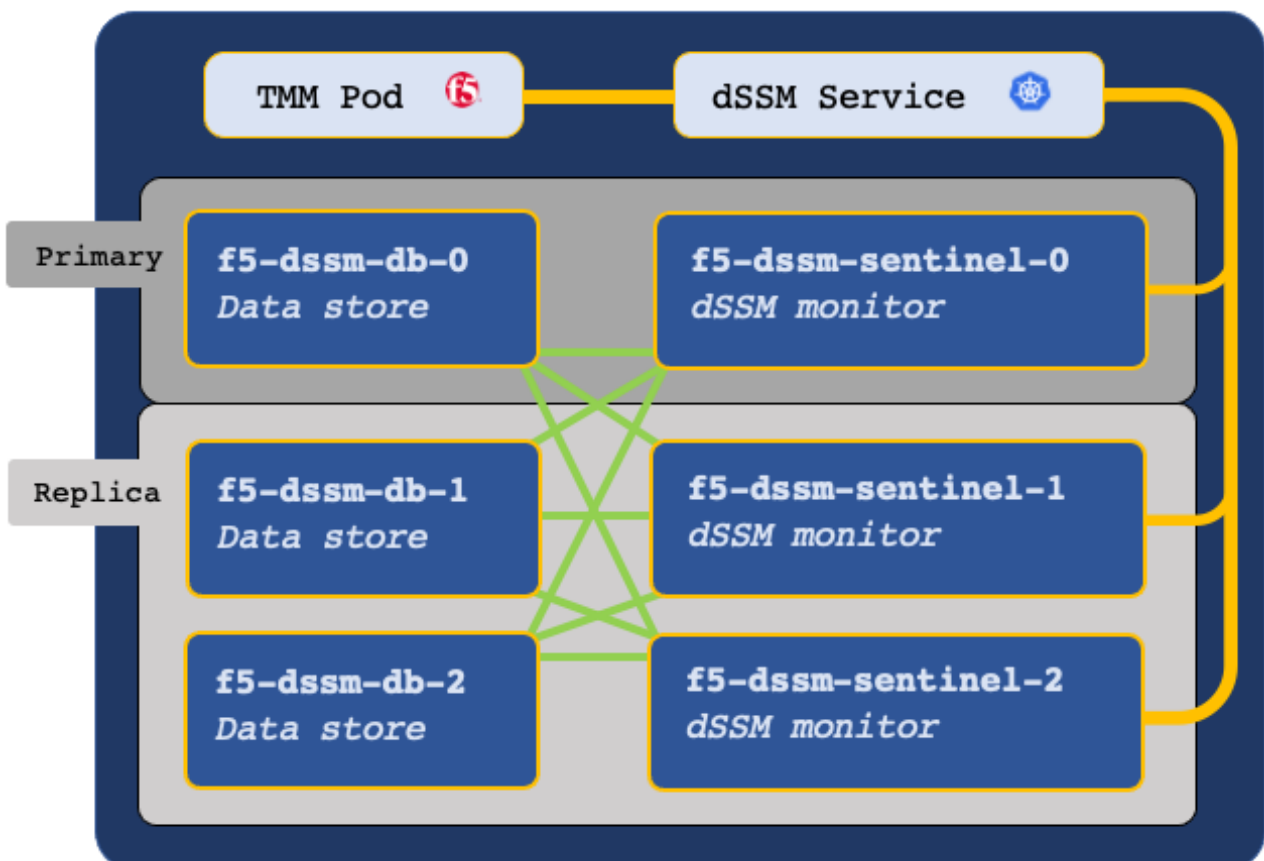 TMM Pod f5
dSSM Service
Primary
f5-dssm-db-0
Data store
f5-dssm-sentinel-0
dSSM monitor
Replica
f5-dssm-db-1
Data store
f5-dssm-sentinel-1
dSSM monitor
f5-dssm-db-2
Data store
f5-dssm-sentinel-2
dSSM monitor